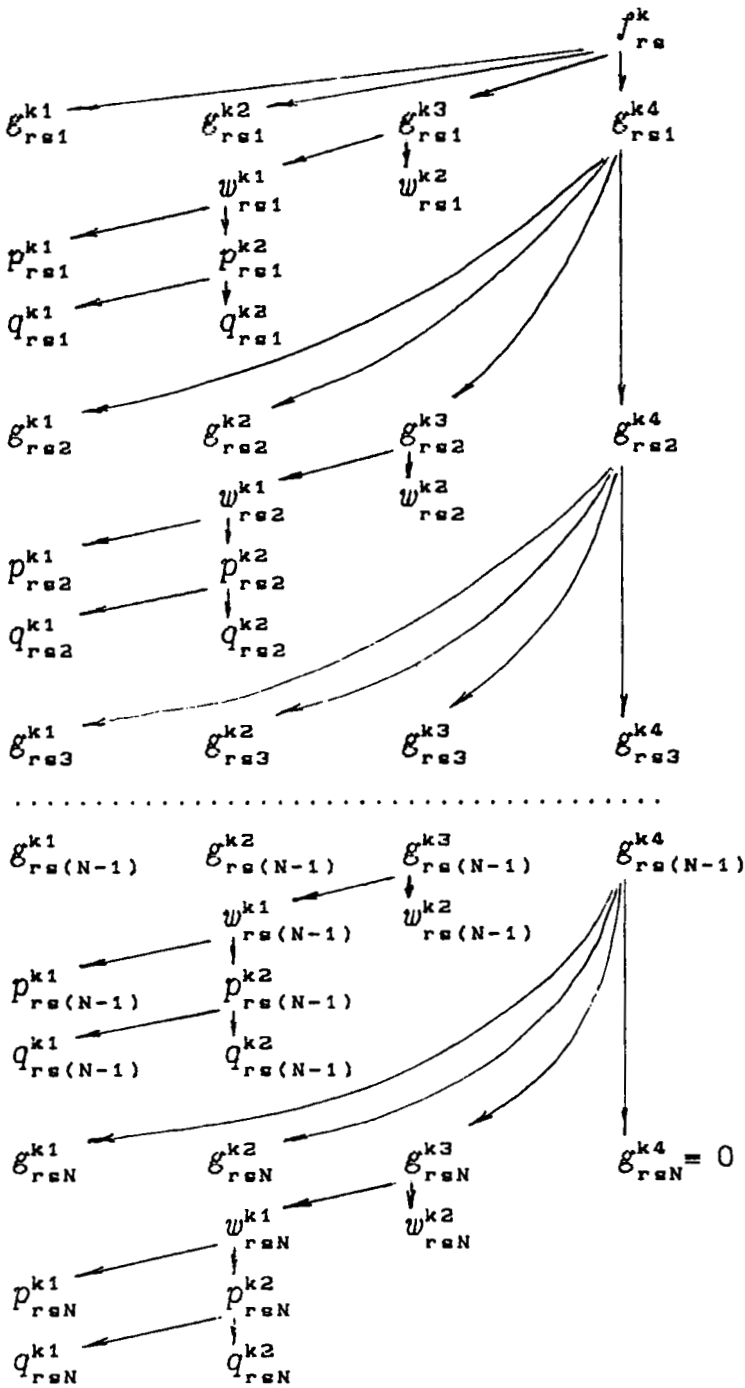 f^k_rs
g^k1_rs1 g^k2_rs1 g^k3_rs1 g^k4_rs1
w^k1_rs1 w^k2_rs1
p^k1_rs1 p^k2_rs1
q^k1_rs1 q^k2_rs1
g^k1_rs2 g^k2_rs2 g^k3_rs2 g^k4_rs2
w^k1_rs2 w^k2_rs2
p^k1_rs2 p^k2_rs2
q^k1_rs2 q^k2_rs2
g^k1_rs3 g^k2_rs3 g^k3_rs3 g^k4_rs3
g^k1_rs(N-1) g^k2_rs(N-1) g^k3_rs(N-1) g^k4_rs(N-1)
w^k1_rs(N-1) w^k2_rs(N-1)
p^k1_rs(N-1) p^k2_rs(N-1)
q^k1_rs(N-1) q^k2_rs(N-1)
g^k1_rsN g^k2_rsN g^k3_rsN g^k4_rsN = 0
w^k1_rsN w^k2_rsN
p^k1_rsN p^k2_rsN
q^k1_rsN q^k2_rsN